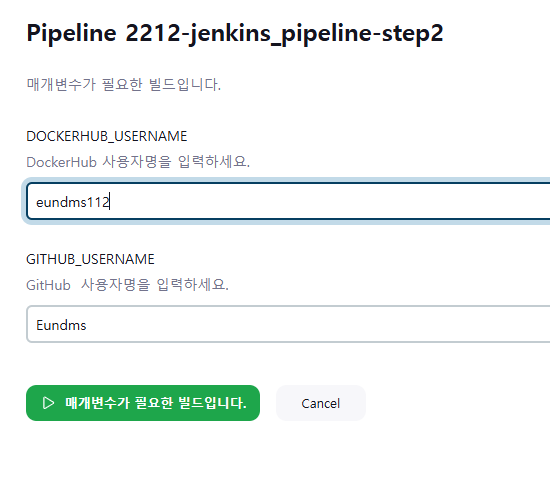 Pipeline 2212-jenkins_pipeline-step2
매개변수가 필요한 빌드입니다.
DOCKERHUB_USERNAME
DockerHub 사용자명을 입력하세요.
eundms112
GITHUB_USERNAME
GitHub  사용자명을 입력하세요.
Eundms
매개변수가 필요한 빌드입니다. Cancel